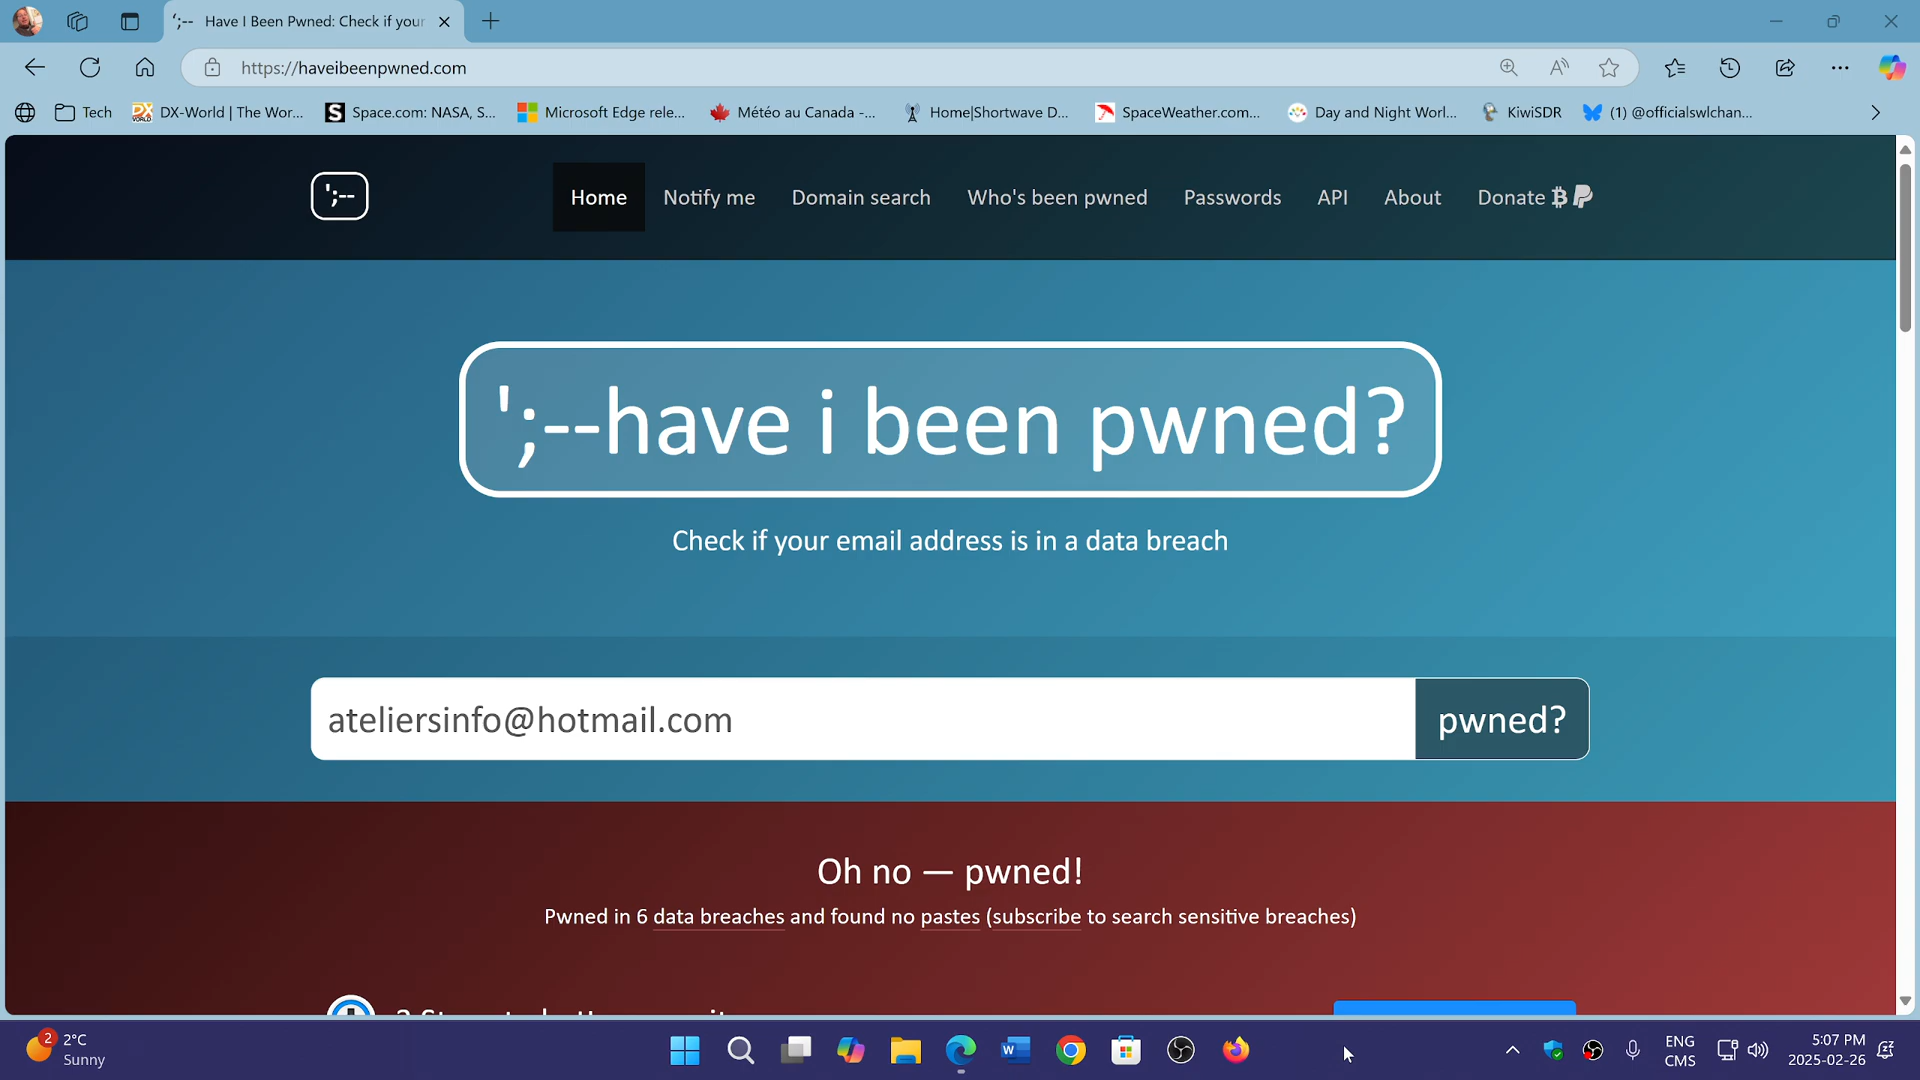 ';-- Have I Been Pwned: Check if your
https://haveibeenpwned.com
Tech
DX-World | The Wor...
Space.com: NASA, S...
Microsoft Edge rele...
Météo au Canada -...
Home|Shortwave D...
SpaceWeather.com...
Day and Night Worl...
KiwiSDR
(1) @officialswlchan...
';--
Home
Notify me
Domain search
Who's been pwned
Passwords
API
About
Donate
';--have i been pwned?
Check if your email address is in a data breach
ateliersinfo@hotmail.com
pwned?
Oh no — pwned!
Pwned in 6 data breaches and found no pastes (subscribe to search sensitive breaches)
2
2°C
Sunny
ENG
CMS
5:07 PM
2025-02-26